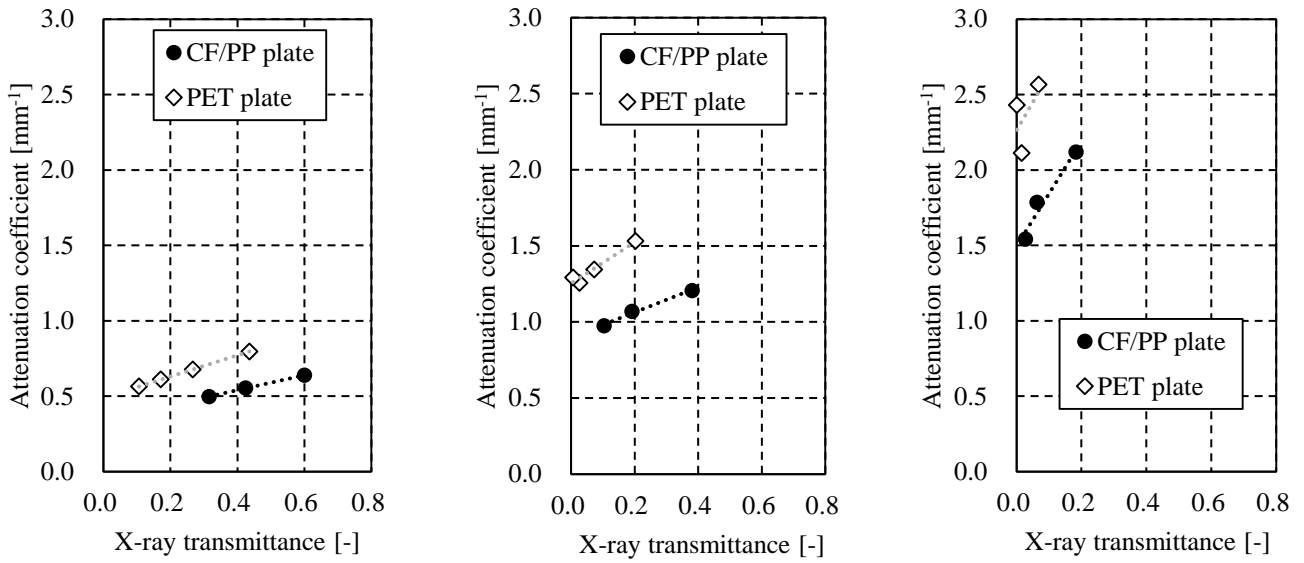 3.0
2.5
2.0
1.5
1.0
0.5
0.0
Attenuation coefficient [mm-1]
CF/PP plate
PET plate
0.0 0.2 0.4 0.6 0.8
X-ray transmittance [-]
3.0
2.5
2.0
1.5
1.0
0.5
0.0
Attenuation coefficient [mm-1]
CF/PP plate
PET plate
0.0 0.2 0.4 0.6 0.8
X-ray transmittance [-]
3.0
2.5
2.0
1.5
1.0
0.5
0.0
Attenuation coefficient [mm-1]
CF/PP plate
PET plate
0.0 0.2 0.4 0.6 0.8
X-ray transmittance [-]